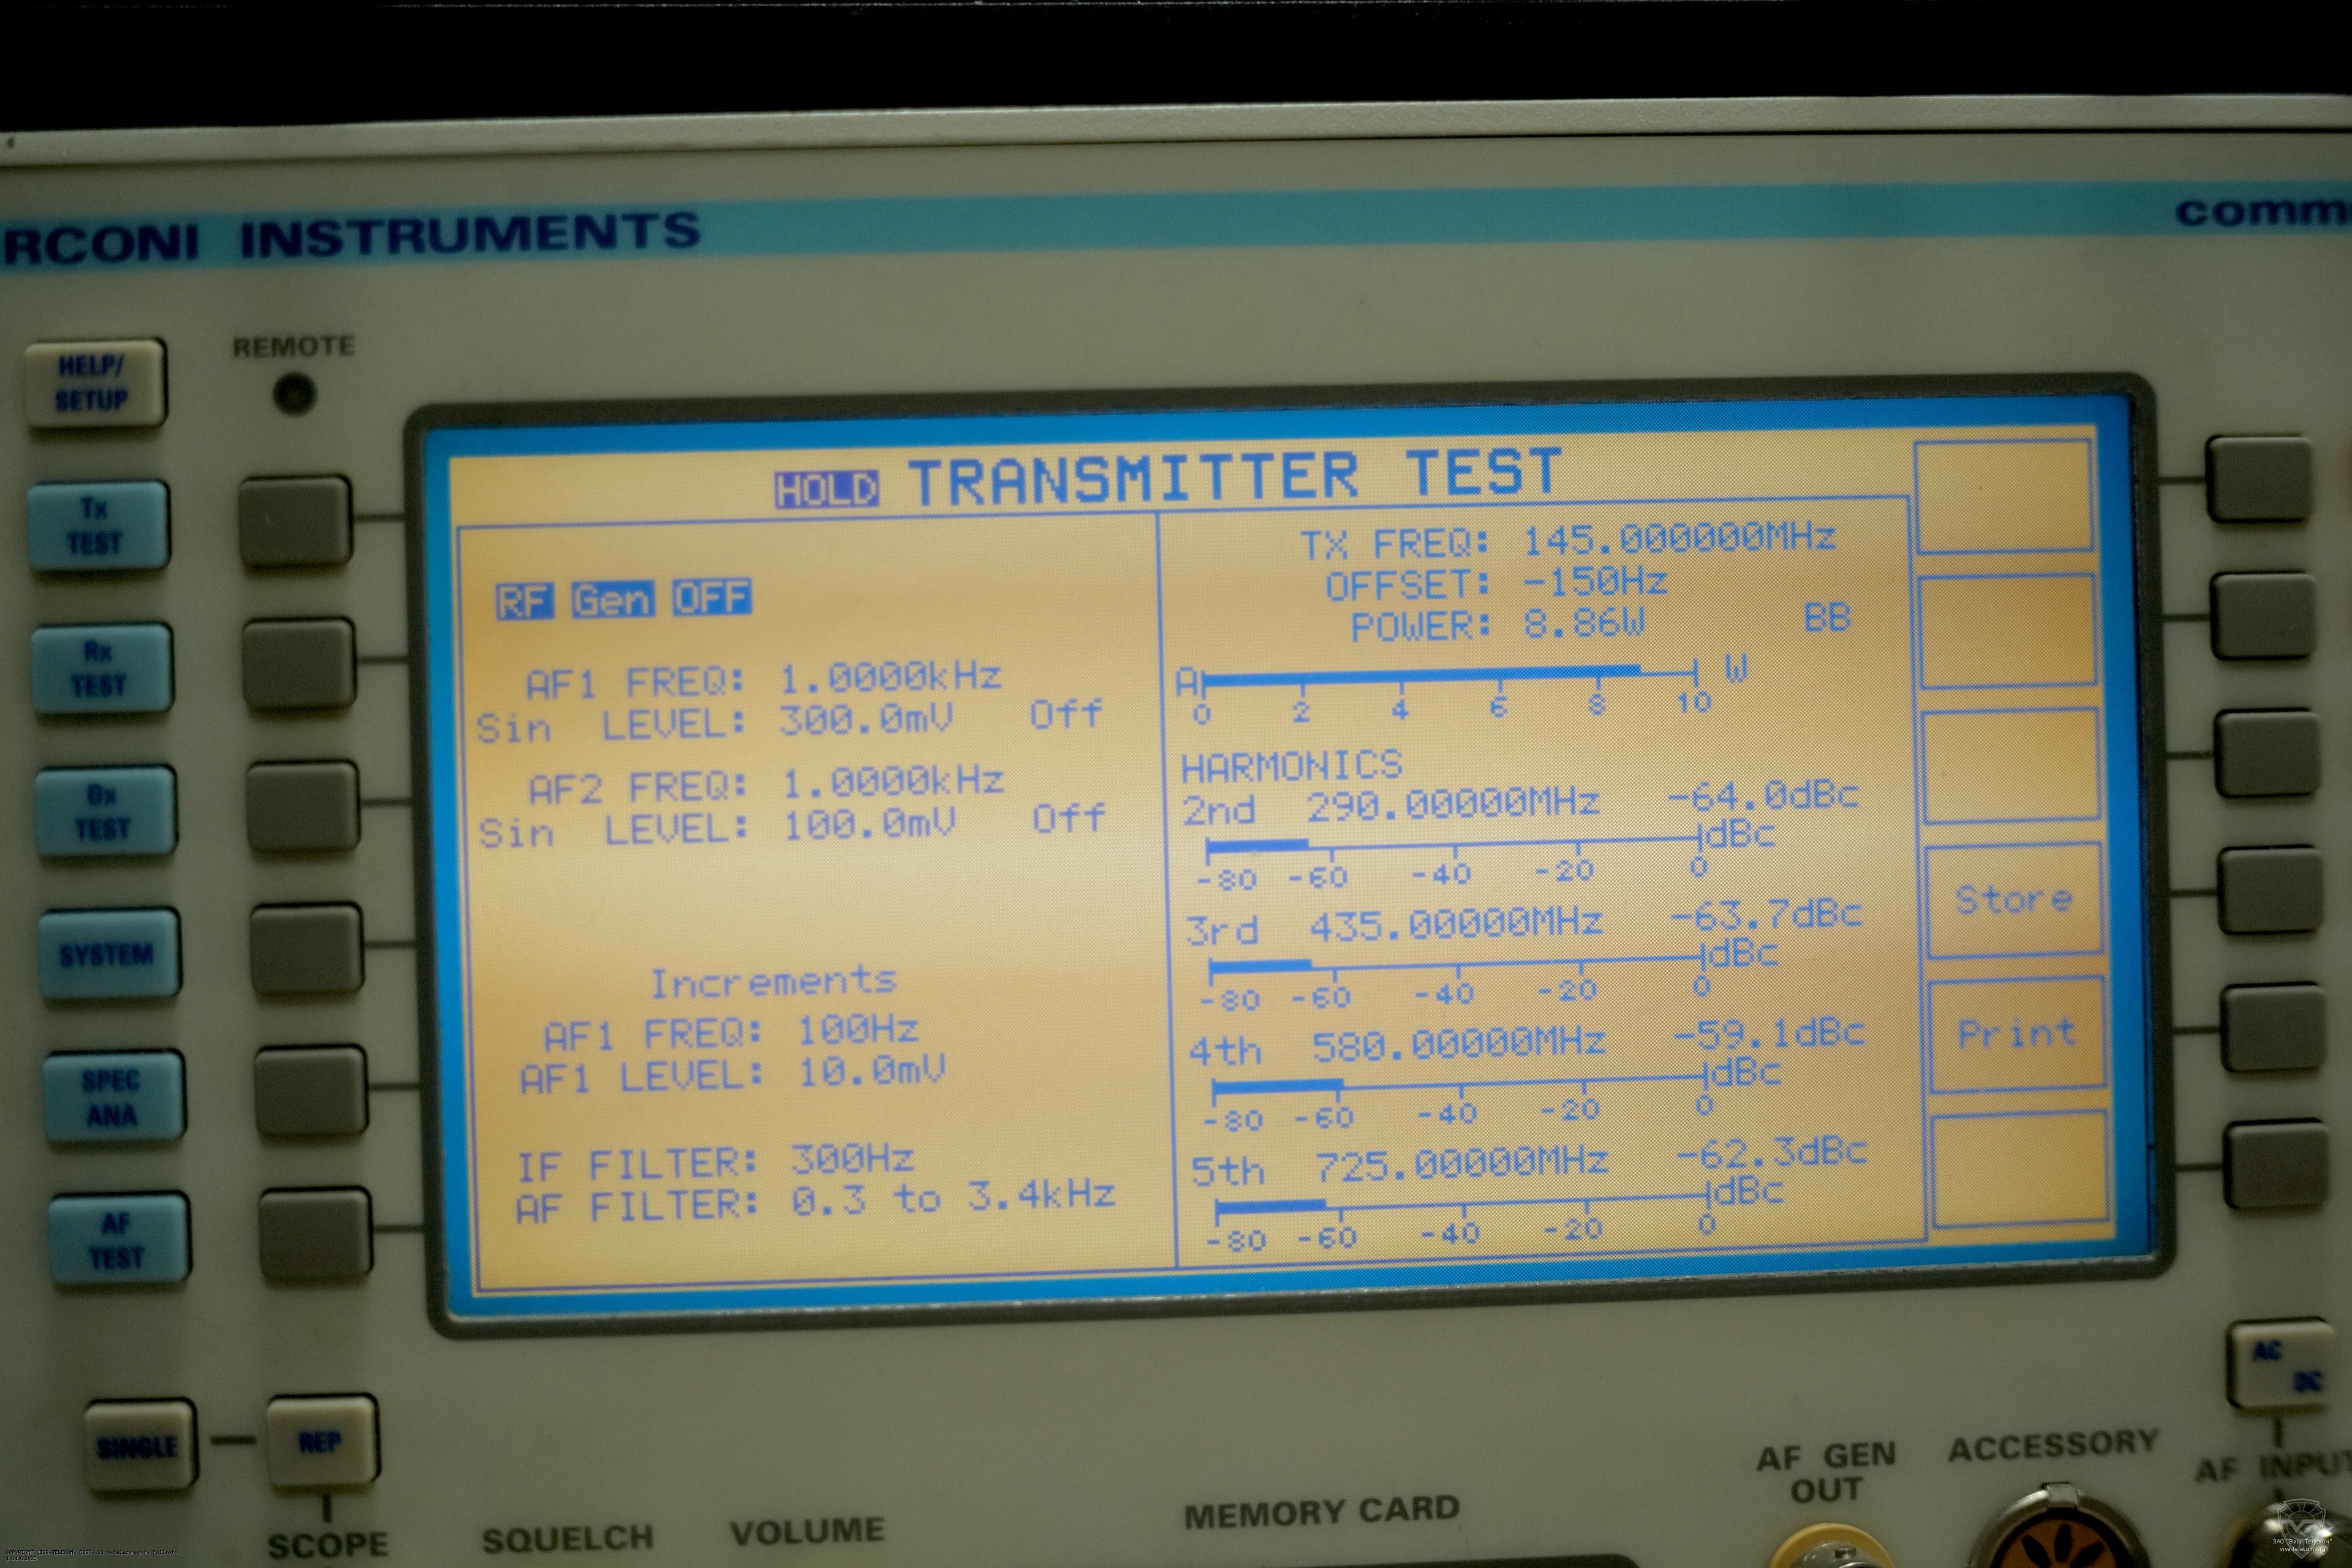 RCONI INSTRUMENTS
comm
HELP/
SETUP
REMOTE
Tx
TEST
Rx
TEST
Dx
TEST
SYSTEM
SPEC
ANA
AF
TEST
SINGLE
REP
SCOPE
SQUELCH
VOLUME
MEMORY CARD
AF GEN
OUT
ACCESSORY
AC
DC
AF INPUT
HOLD TRANSMITTER TEST
RF Gen OFF
AF1 FREQ: 1.0000kHz
Sin LEVEL: 300.0mV Off
AF2 FREQ: 1.0000kHz
Sin LEVEL: 100.0mV Off
Increments
AF1 FREQ: 100Hz
AF1 LEVEL: 10.0mV
IF FILTER: 300Hz
AF FILTER: 0.3 to 3.4kHz
TX FREQ: 145.000000MHz
OFFSET: -150Hz
POWER: 8.86W BB
A W
0 2 4 6 8 10
HARMONICS
2nd 290.00000MHz -64.0dBc
dBc
-80 -60 -40 -20 0
3rd 435.00000MHz -63.7dBc
dBc
-80 -60 -40 -20 0
4th 580.00000MHz -59.1dBc
dBc
-80 -60 -40 -20 0
5th 725.00000MHz -62.3dBc
dBc
-80 -60 -40 -20 0
Store
Print